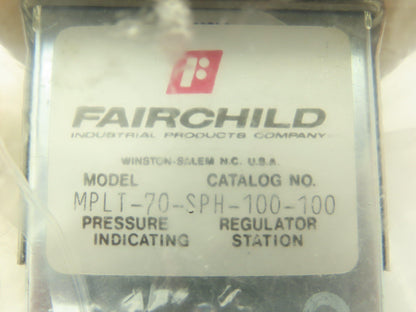 FAIRCHILD
INDUSTRIAL PRODUCTS COMPANY
WINSTON-SALEM N.C. U.S.A.
MODEL CATALOG NO.
MPLT-70-SPH-100-100
PRESSURE REGULATOR
INDICATING STATION